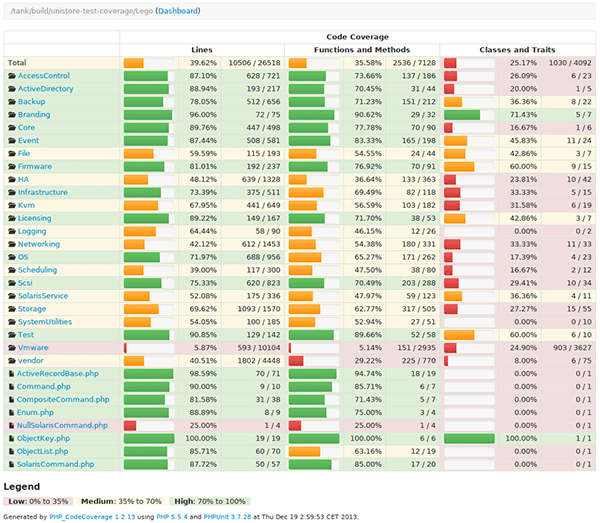 /tank/build/unistore-test-coverage/Lego (Dashboard)
Code Coverage
Lines Functions and Methods Classes and Traits
Total 39.62% 10506 / 26518 35.58% 2536 / 7128 25.17% 1030 / 4092
AccessControl 87.10% 628 / 721 73.66% 137 / 186 26.09% 6 / 23
ActiveDirectory 88.94% 193 / 217 70.45% 31 / 44 20.00% 1 / 5
Backup 78.05% 512 / 656 71.23% 151 / 212 36.36% 8 / 22
Branding 96.00% 72 / 75 90.62% 29 / 32 71.43% 5 / 7
Core 89.76% 447 / 498 77.78% 70 / 90 16.67% 1 / 6
Event 87.44% 508 / 581 83.33% 165 / 198 45.83% 11 / 24
File 59.59% 115 / 193 54.55% 24 / 44 42.86% 3 / 7
Firmware 81.01% 192 / 237 76.92% 70 / 91 60.00% 9 / 15
HA 48.12% 639 / 1328 36.64% 133 / 363 23.81% 10 / 42
Infrastructure 73.39% 375 / 511 69.49% 82 / 118 33.33% 5 / 15
Kvm 67.95% 441 / 649 56.59% 103 / 182 31.58% 6 / 19
Licensing 89.22% 149 / 167 71.70% 38 / 53 42.86% 3 / 7
Logging 64.44% 58 / 90 46.15% 12 / 26 0.00% 0 / 2
Networking 42.12% 612 / 1453 54.38% 180 / 331 33.33% 11 / 33
OS 71.97% 688 / 956 65.27% 171 / 262 17.39% 4 / 23
Scheduling 39.00% 117 / 300 47.50% 38 / 80 16.67% 2 / 12
Scsi 75.33% 620 / 823 70.49% 203 / 288 29.41% 10 / 34
SolarisService 52.08% 175 / 336 47.97% 59 / 123 36.36% 4 / 11
Storage 69.62% 1093 / 1570 62.77% 317 / 505 27.27% 15 / 55
SystemUtilities 54.05% 100 / 185 52.94% 27 / 51 0.00% 0 / 10
Test 90.85% 129 / 142 89.66% 52 / 58 60.00% 6 / 10
Vmware 5.87% 593 / 10104 5.14% 151 / 2935 24.90% 903 / 3627
vendor 40.51% 1802 / 4448 29.22% 225 / 770 8.00% 6 / 75
ActiveRecordBase.php 98.59% 70 / 71 94.74% 18 / 19 0.00% 0 / 1
Command.php 90.00% 9 / 10 85.71% 6 / 7 0.00% 0 / 1
CompositeCommand.php 81.58% 31 / 38 71.43% 5 / 7 0.00% 0 / 1
Enum.php 88.89% 8 / 9 75.00% 3 / 4 0.00% 0 / 1
NullSolarisCommand.php 25.00% 1 / 4 25.00% 1 / 4 0.00% 0 / 1
ObjectKey.php 100.00% 19 / 19 100.00% 6 / 6 100.00% 1 / 1
ObjectList.php 85.71% 60 / 70 63.16% 12 / 19 0.00% 0 / 1
SolarisCommand.php 87.72% 50 / 57 85.00% 17 / 20 0.00% 0 / 1
Legend
Low: 0% to 35% Medium: 35% to 70% High: 70% to 100%
Generated by PHP_CodeCoverage 1.2.13 using PHP 5.5.4 and PHPUnit 3.7.28 at Thu Dec 19 2:59:53 CET 2013.